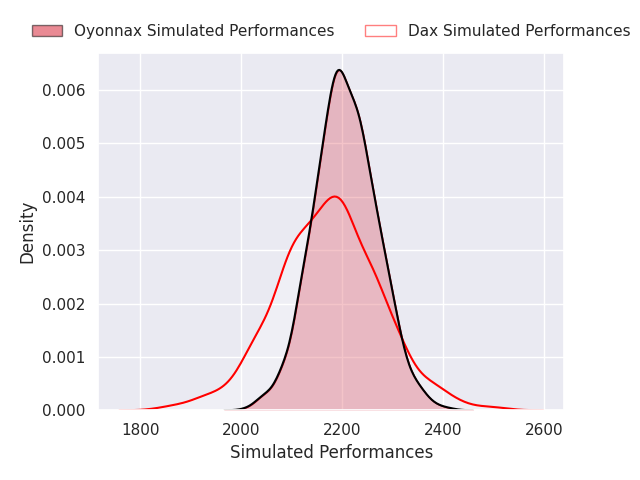 Oyonnax Simulated Performances
Dax Simulated Performances
0.006
0.005
0.004
0.003
0.002
0.001
0.000
Density
1800 2000 2200 2400 2600
Simulated Performances